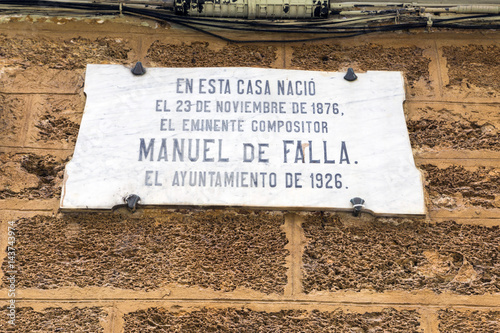 EN ESTA CASA NACIÓ
EL 23 DE NOVIEMBRE DE 1876,
EL EMINENTE COMPOSITOR
MANUEL DE FALLA.
EL AYUNTAMIENTO DE 1926.
#143743974